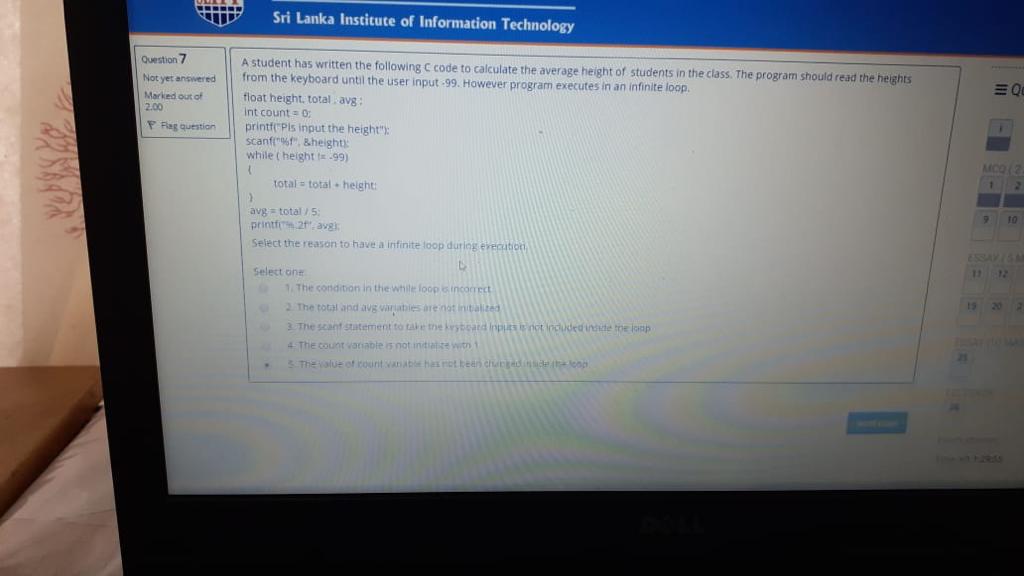 Sri Lanka Institute of Information Technology
Question 7
Not yet answered
Marked out of
2.00
Flag question
A student has written the following C code to calculate the average height of students in the class. The program should read the heights
from the keyboard until the user input -99. However program executes in an infinite loop.
float height, total , avg ;
int count = 0;
printf("Pls input the height");
scanf("%f", &height);
while ( height != -99)
{
total = total + height;
}
avg = total / 5;
printf("%.2f", avg);
Select the reason to have a infinite loop during execution.
Select one:
1. The condition in the while loop is incorrect
2. The total and avg variables are not initialized
3. The scanf statement to take the keyboard inputs is not included inside the loop
4. The count variable is not initialize with 1
5. The value of count variable has not been changed inside the loop
i
MCQ ( 2
1 2
9 10
ESSAY ( 5 M
11 12
19 20 2
25
26
DELL